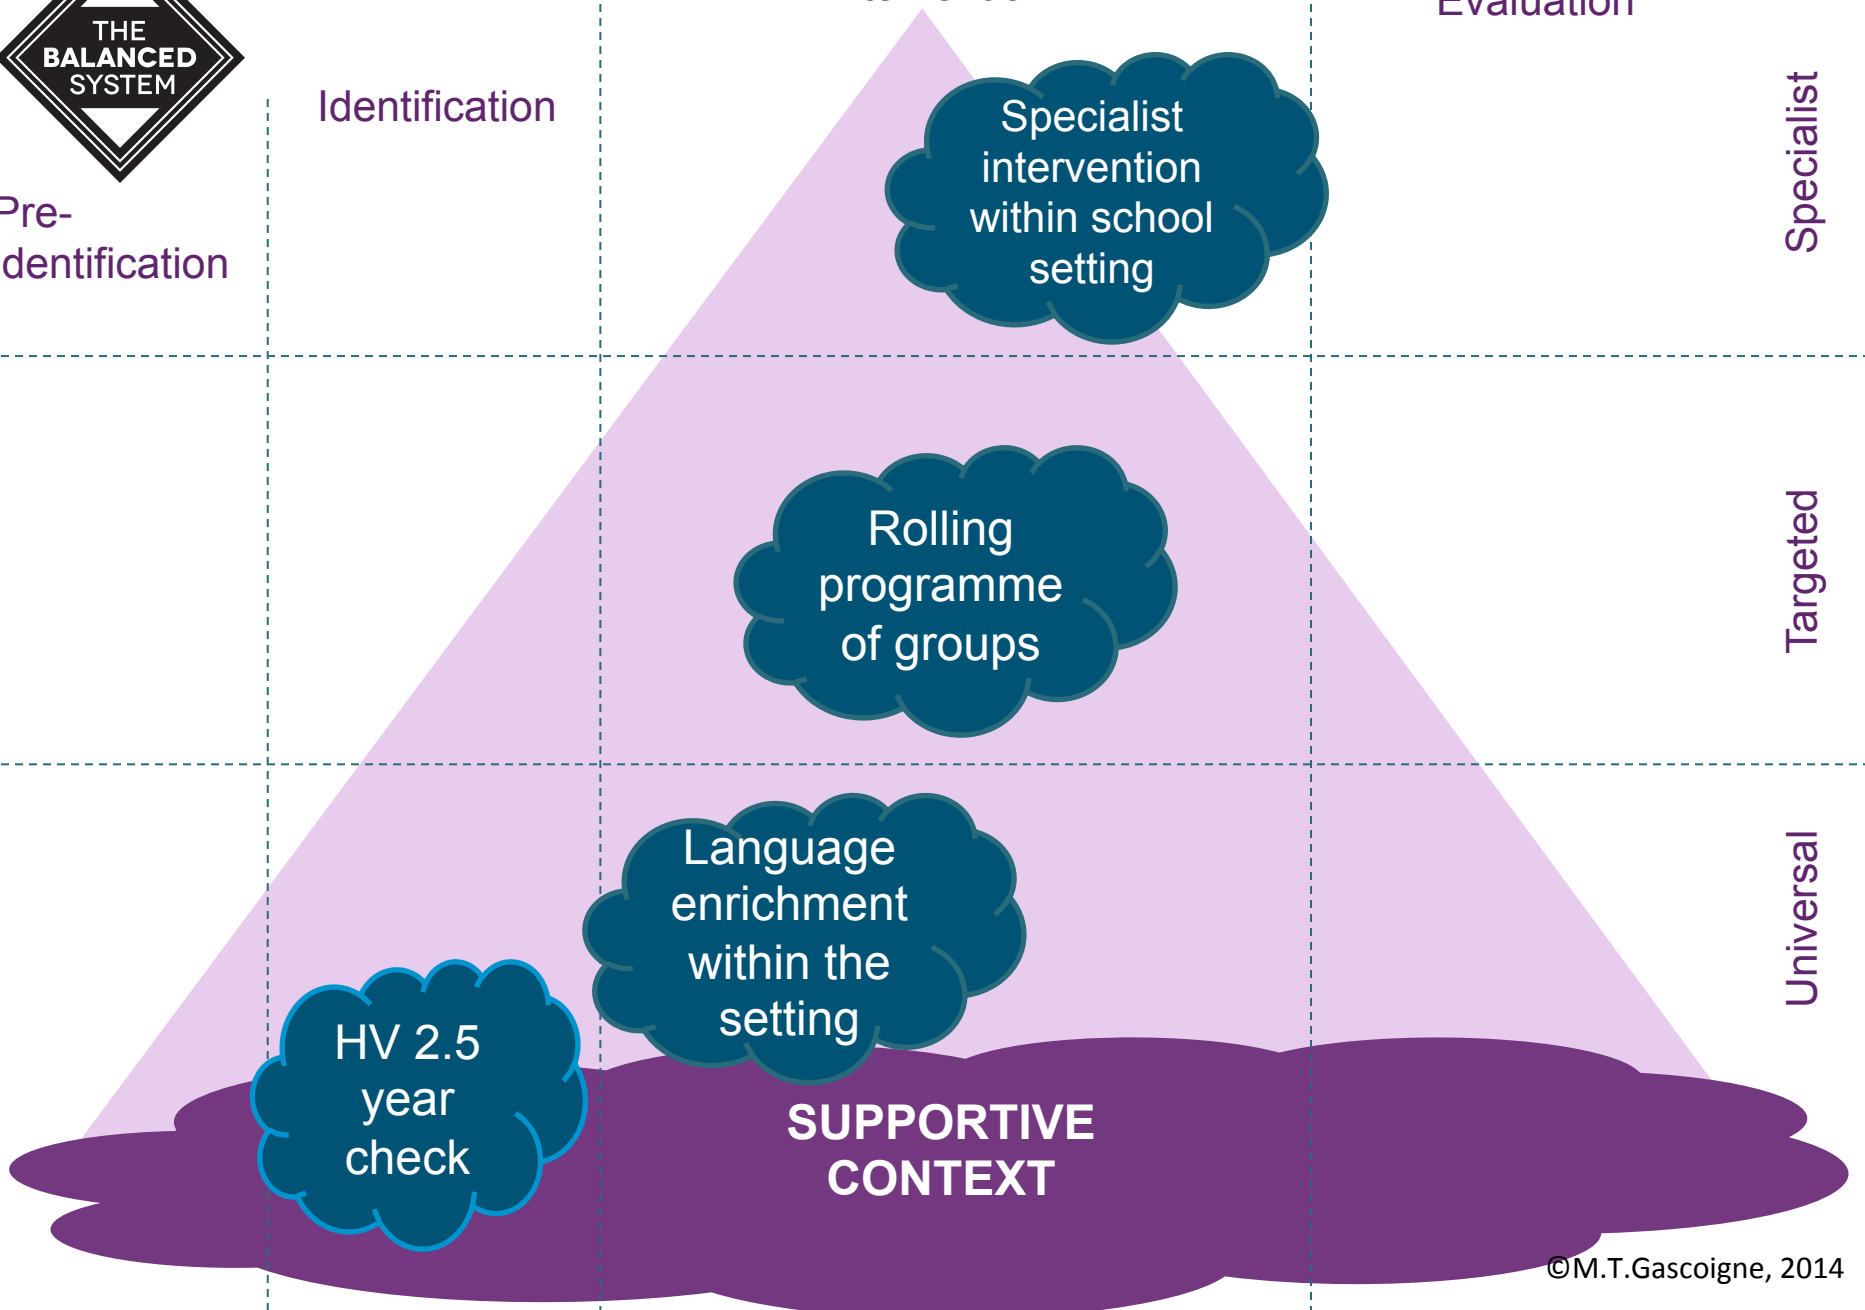 Evaluation
THE
BALANCED
SYSTEM
Identification
Specialist
intervention
within school
setting
Specialist
Pre-
dentification
Rolling
programme
of groups
Targeted
Language
enrichment
within the
setting
Universal
HV 2.5
year
check
SUPPORTIVE
CONTEXT
©M.T.Gascoigne, 2014